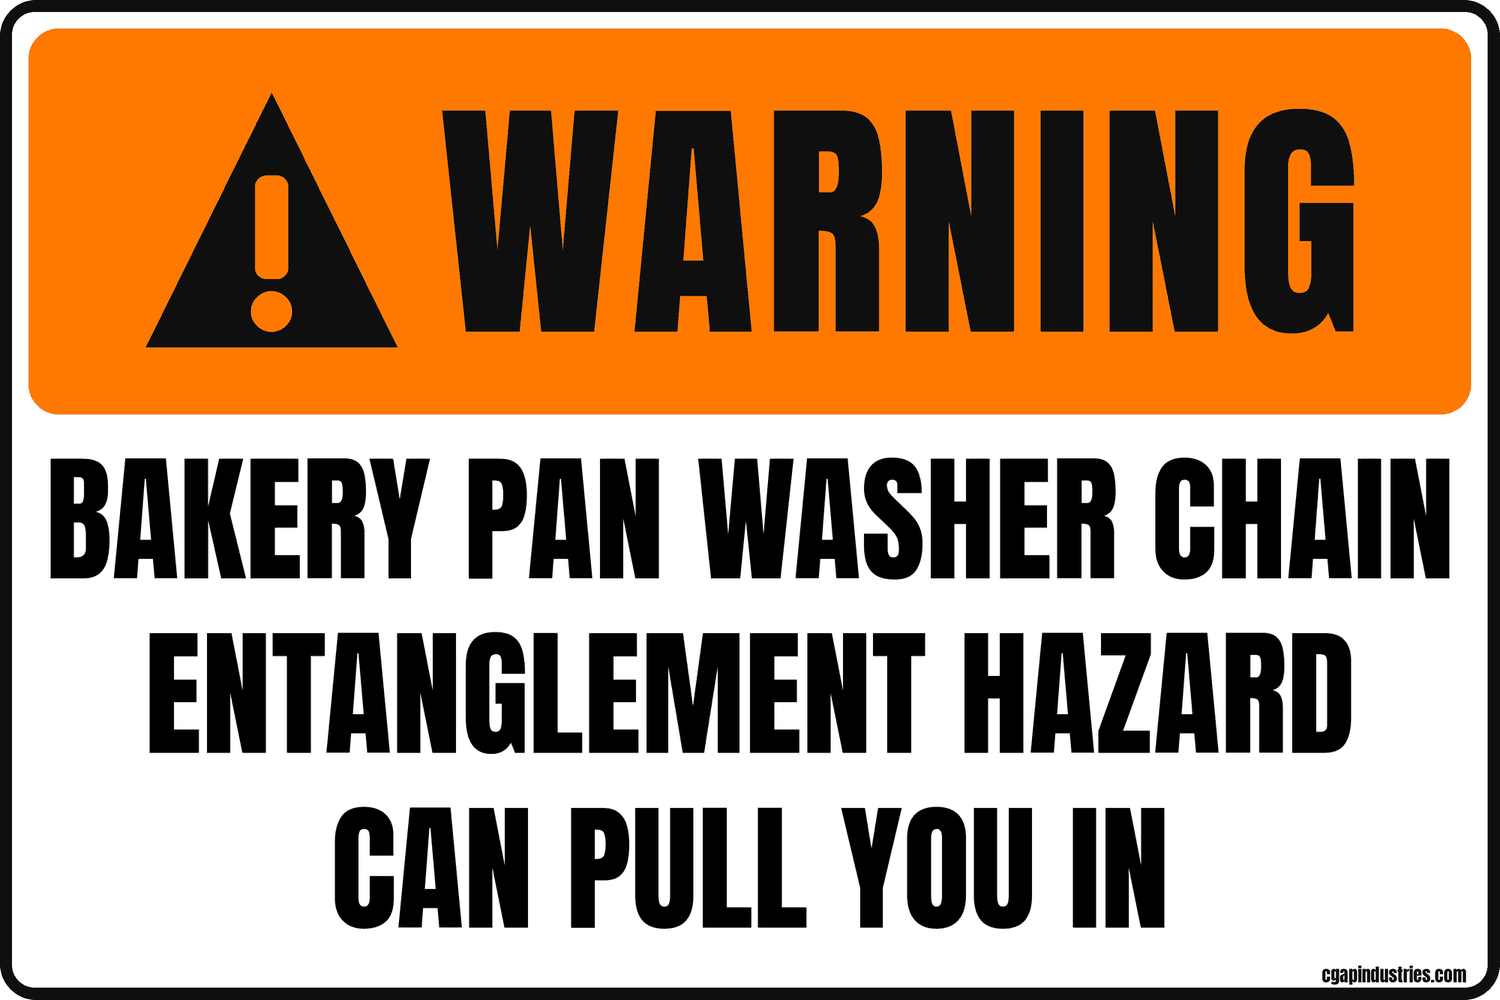 WARNING
BAKERY PAN WASHER CHAIN
ENTANGLEMENT HAZARD
CAN PULL YOU IN
cgapindustries.com